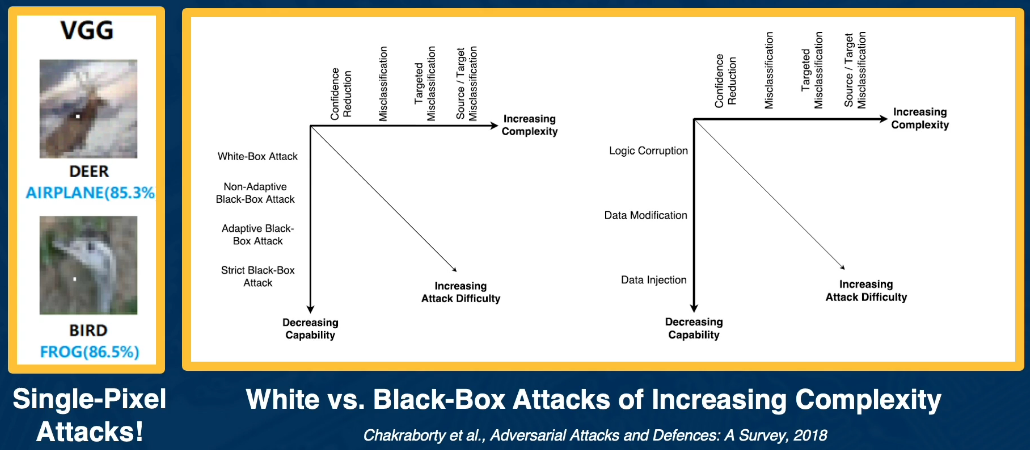 VGG
DEER
AIRPLANE(85.3%
BIRD
FROG(86.5%)
Single-Pixel
Attacks!
Confidence
Reduction
Misclassification
Targeted
Misclassification
Source / Target
Misclassification
Increasing
Complexity
White-Box Attack
Non-Adaptive
Black-Box Attack
Adaptive Black-
Box Attack
Strict Black-Box
Attack
Increasing
Attack Difficulty
Decreasing
Capability
Confidence
Reduction
Misclassification
Targeted
Misclassification
Source / Target
Misclassification
Increasing
Complexity
Logic Corruption
Data Modification
Data Injection
Increasing
Attack Difficulty
Decreasing
Capability
White vs. Black-Box Attacks of Increasing Complexity
Chakraborty et al., Adversarial Attacks and Defences: A Survey, 2018